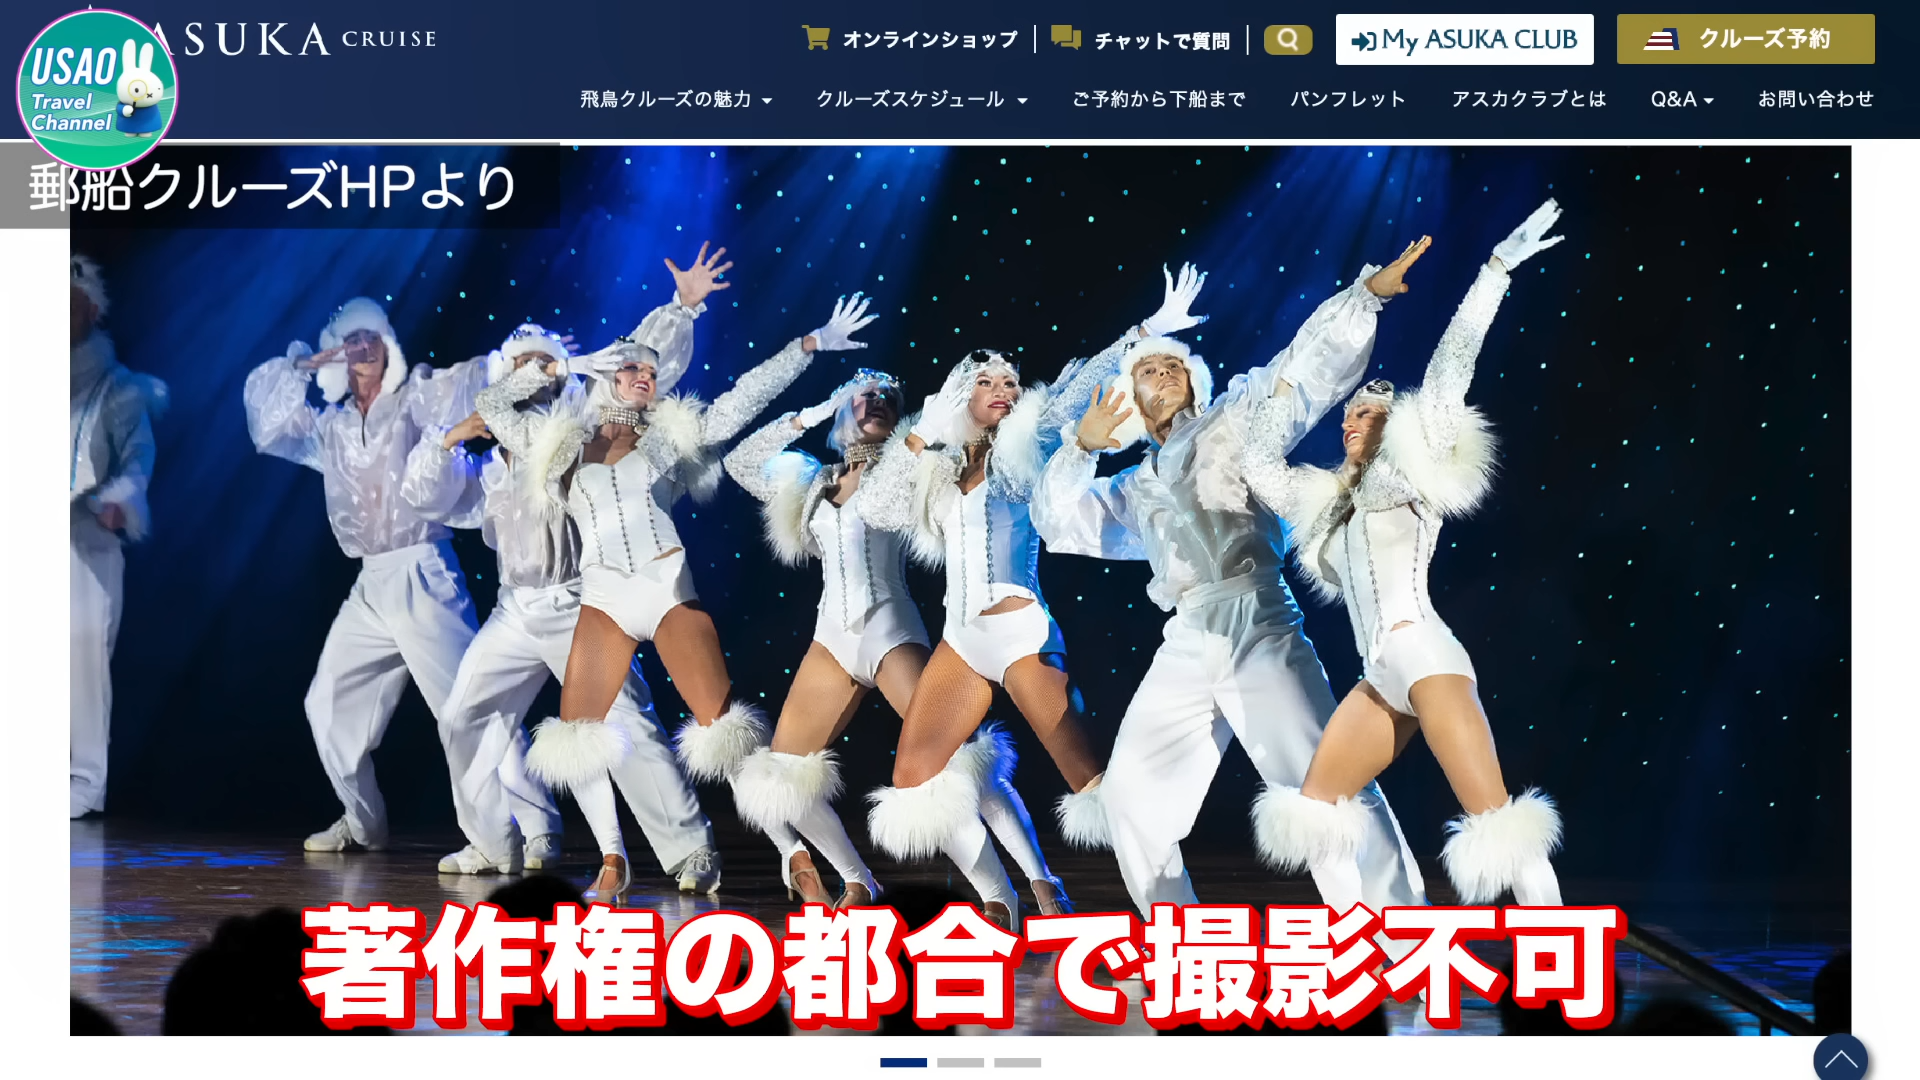 ASUKA CRUISE
オンラインショップ
チャットで質問
My ASUKA CLUB
クルーズ予約
USAO
Travel
Channel
飛鳥クルーズの魅力
クルーズスケジュール
ご予約から下船まで
パンフレット
アスカクラブとは
Q&A
お問い合わせ
郵船クルーズHPより
著作権の都合で撮影不可